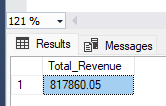 121 %
Results Messages
Total_Revenue
1 817860.05